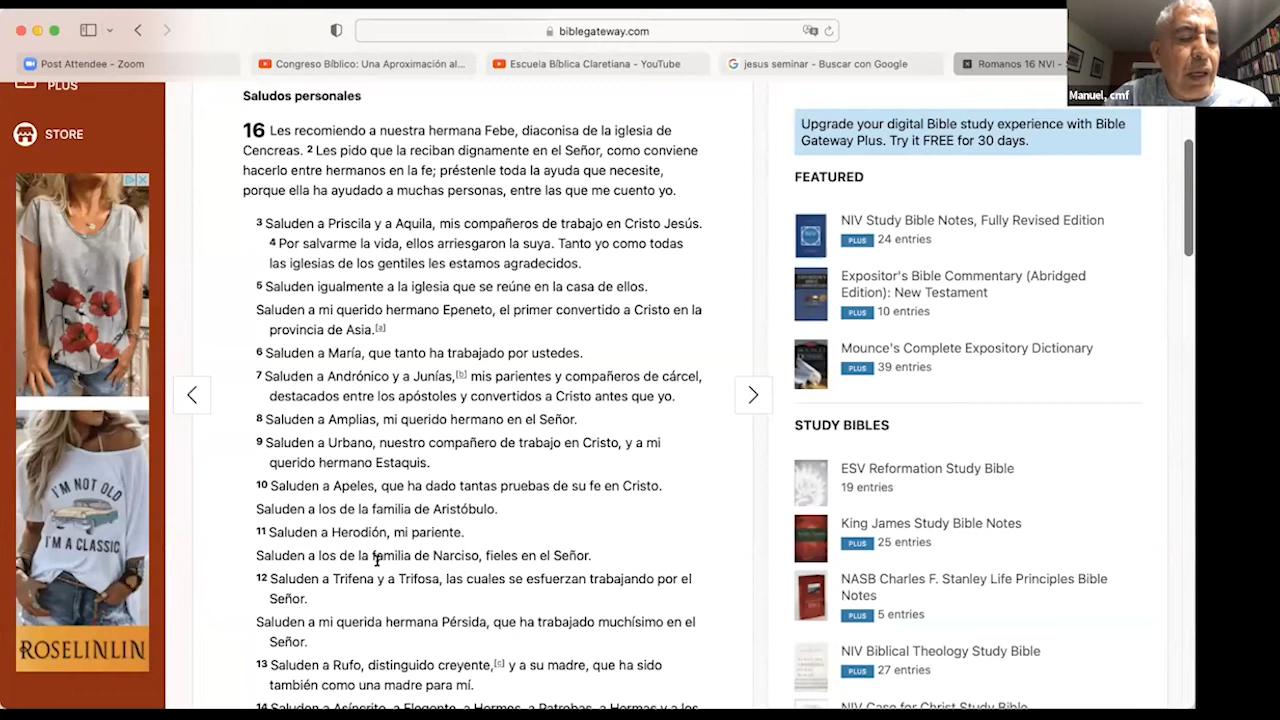 biblegateway.com
Post Attendee - Zoom
Congreso Bíblico: Una Aproximación al...
Escuela Bíblica Claretiana - YouTube
jesus seminar - Buscar con Google
Romanos 16 NVI -
Manuel, cmf
PLUS
STORE
I'M NOT OLD
I'M A CLASSIC
ROSELINLIN
Saludos personales
16 Les recomiendo a nuestra hermana Febe, diaconisa de la iglesia de
Cencreas. 2 Les pido que la reciban dignamente en el Señor, como conviene
hacerlo entre hermanos en la fe; préstenle toda la ayuda que necesite,
porque ella ha ayudado a muchas personas, entre las que me cuento yo.
3 Saluden a Priscila y a Aquila, mis compañeros de trabajo en Cristo Jesús.
4 Por salvarme la vida, ellos arriesgaron la suya. Tanto yo como todas
las iglesias de los gentiles les estamos agradecidos.
5 Saluden igualmente a la iglesia que se reúne en la casa de ellos.
Saluden a mi querido hermano Epeneto, el primer convertido a Cristo en la
provincia de Asia.[a]
6 Saluden a María, que tanto ha trabajado por ustedes.
7 Saluden a Andrónico y a Junías,[b] mis parientes y compañeros de cárcel,
destacados entre los apóstoles y convertidos a Cristo antes que yo.
8 Saluden a Amplias, mi querido hermano en el Señor.
9 Saluden a Urbano, nuestro compañero de trabajo en Cristo, y a mi
querido hermano Estaquis.
10 Saluden a Apeles, que ha dado tantas pruebas de su fe en Cristo.
Saluden a los de la familia de Aristóbulo.
11 Saluden a Herodión, mi pariente.
Saluden a los de la familia de Narciso, fieles en el Señor.
12 Saluden a Trifena y a Trifosa, las cuales se esfuerzan trabajando por el
Señor.
Saluden a mi querida hermana Pérsida, que ha trabajado muchísimo en el
Señor.
13 Saluden a Rufo, distinguido creyente,[c] y a su madre, que ha sido
también como una madre para mí.
14 Saluden a Asíncrito, a Flegonte, a Hermes, a Patrobas, a Hermas y a los
Upgrade your digital Bible study experience with Bible
Gateway Plus. Try it FREE for 30 days.
FEATURED
NIV Study Bible Notes, Fully Revised Edition
PLUS 24 entries
Expositor's Bible Commentary (Abridged
Edition): New Testament
PLUS 10 entries
Mounce's Complete Expository Dictionary
PLUS 39 entries
STUDY BIBLES
ESV Reformation Study Bible
19 entries
King James Study Bible Notes
PLUS 25 entries
NASB Charles F. Stanley Life Principles Bible
Notes
PLUS 5 entries
NIV Biblical Theology Study Bible
PLUS 27 entries
NIV Case for Christ Study Bible